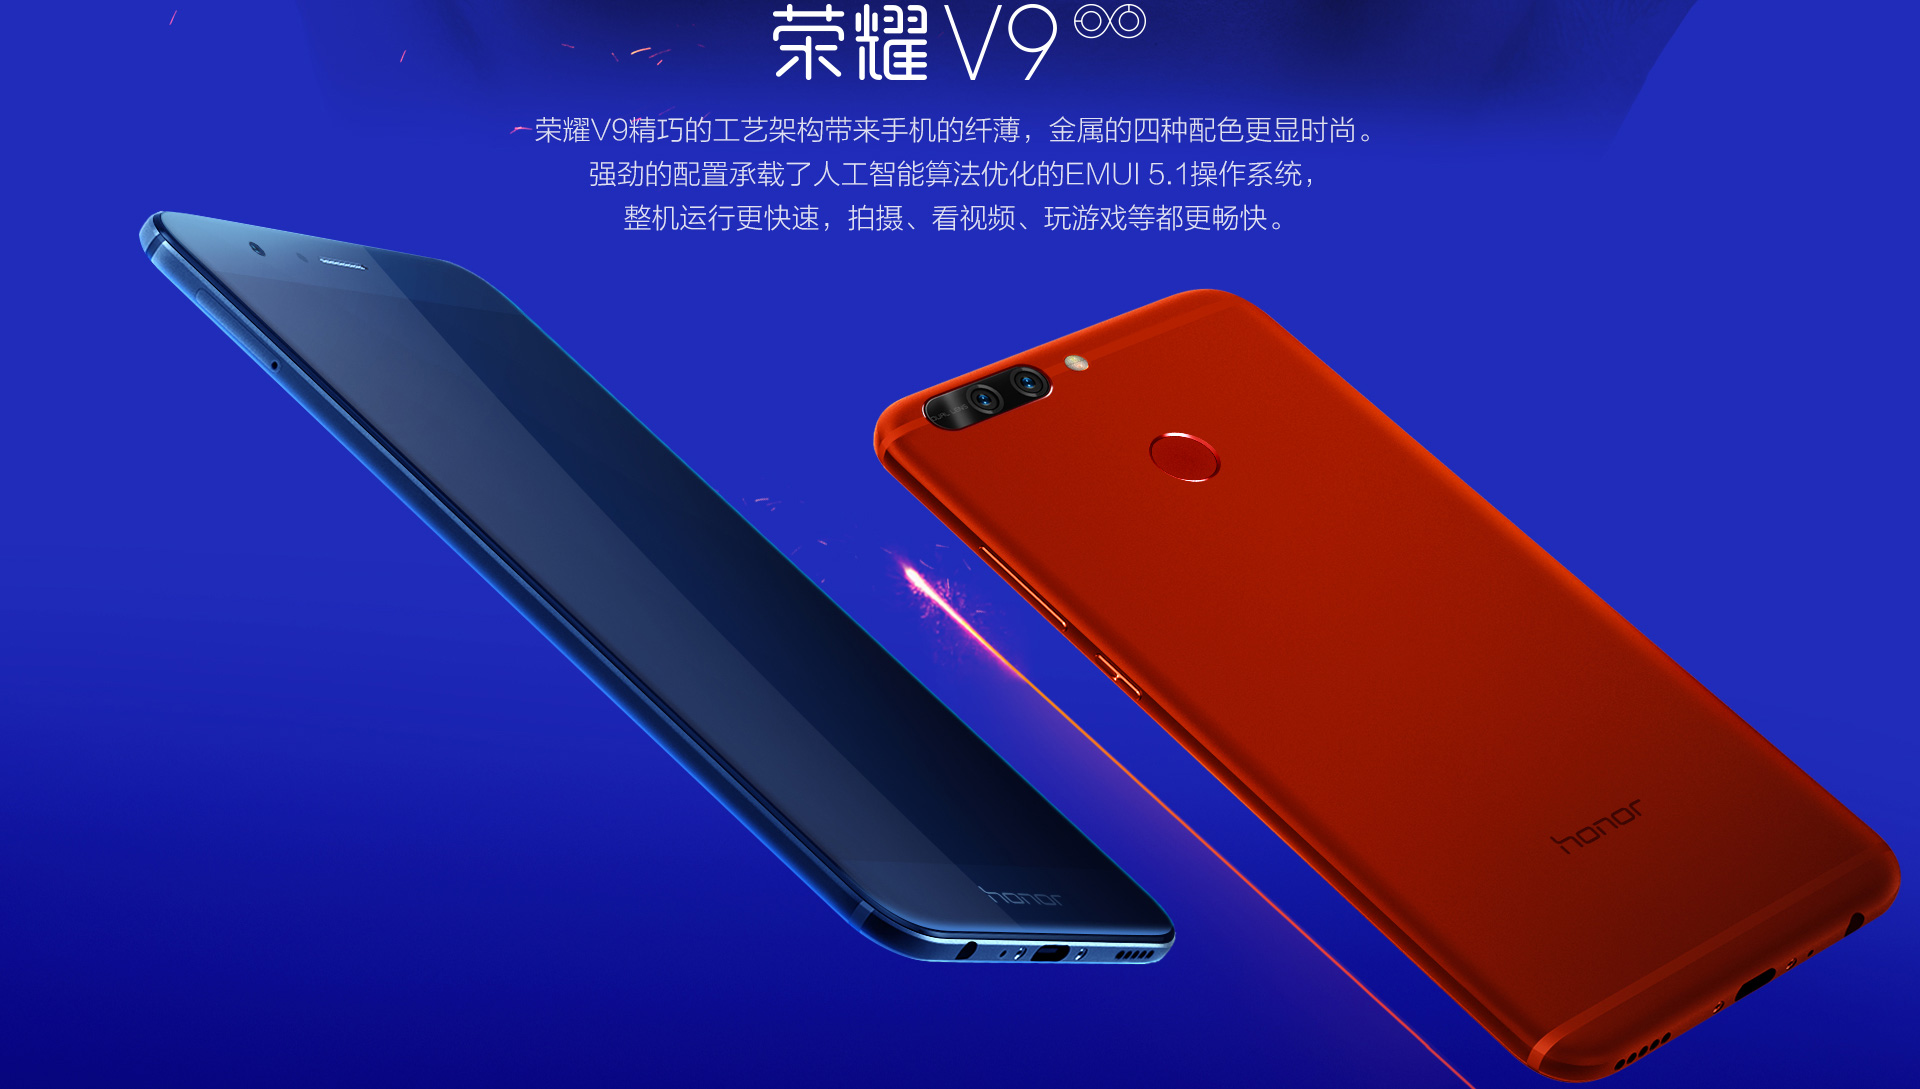 荣耀V9
荣耀V9精巧的工艺架构带来手机的纤薄，金属的四种配色更显时尚。
强劲的配置承载了人工智能算法优化的EMUI 5.1操作系统，
整机运行更快速，拍摄、看视频、玩游戏等都更畅快。
DUAL LENS
honor
honor